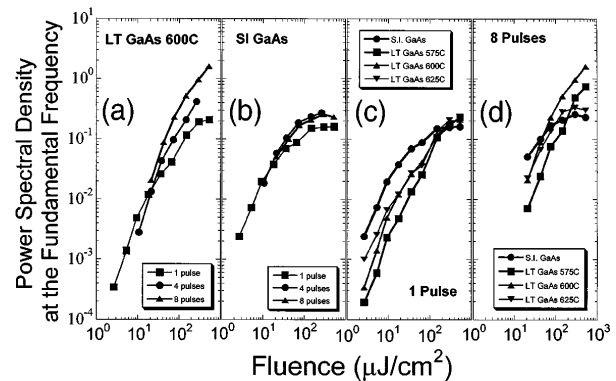 Power Spectral Density
at the Fundamental Frequency
10^1
10^0
10^-1
10^-2
10^-3
10^-4
LT GaAs 600C
(a)
1 pulse
4 pulses
8 pulses
SI GaAs
(b)
1 pulse
4 pulses
8 pulses
S.I. GaAs
LT GaAs 575C
LT GaAs 600C
LT GaAs 625C
(c)
1 Pulse
8 Pulses
(d)
S.I. GaAs
LT GaAs 575C
LT GaAs 600C
LT GaAs 625C
10^0 10^1 10^2 10^0 10^1 10^2 10^0 10^1 10^2 10^0 10^1 10^2 10^3
Fluence (μJ/cm²)